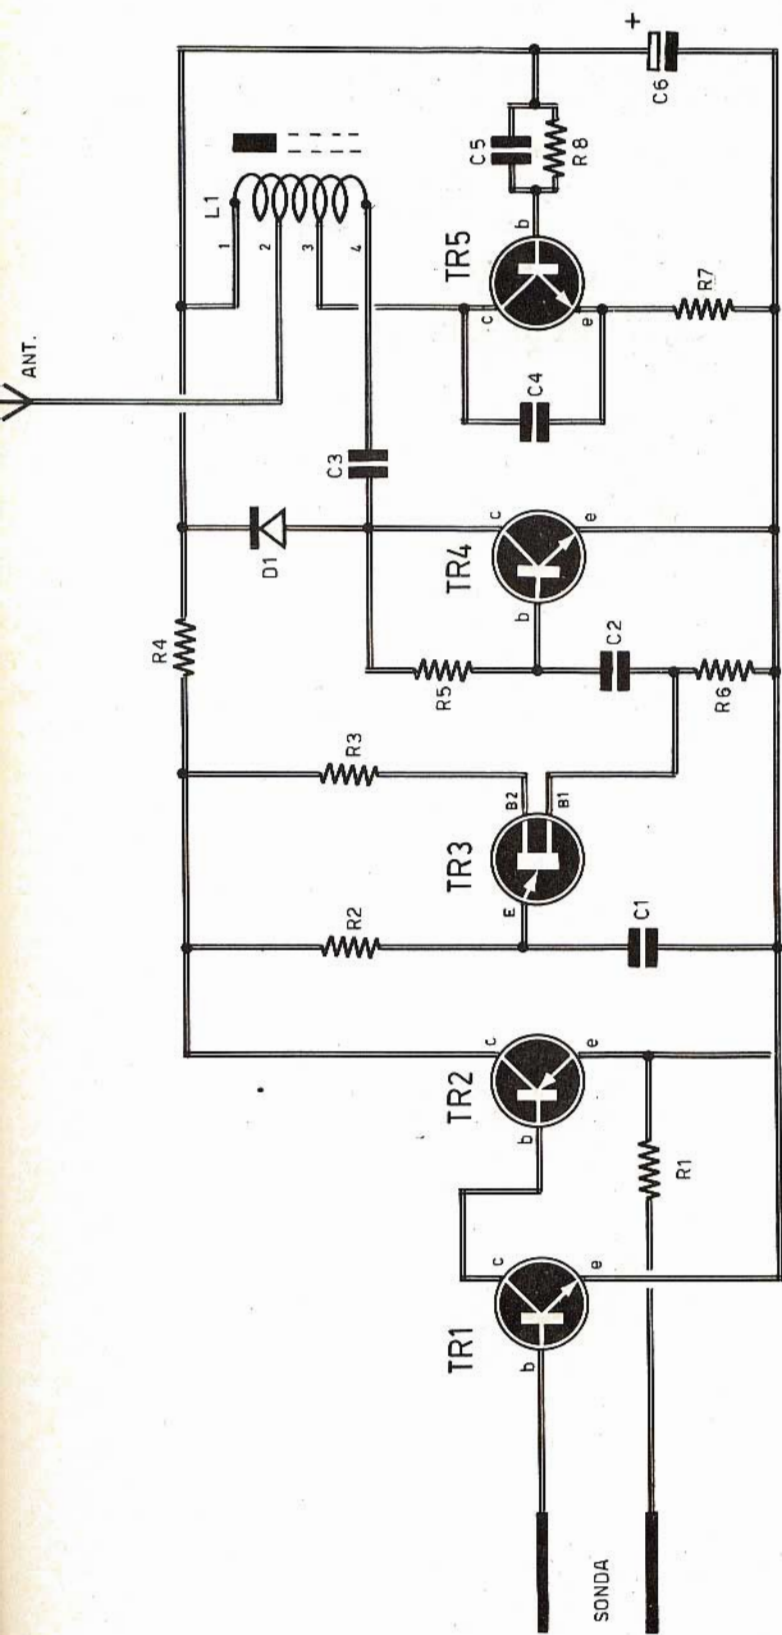 ANT.
+
C6
L1
1
2
3
4
C5
R8
b
TR5
c
e
R7
C4
C3
D1
R4
TR4
c
e
b
C2
R5
R6
R3
B2
B1
TR3
E
R2
C1
TR2
c
e
b
R1
TR1
c
e
b
SONDA